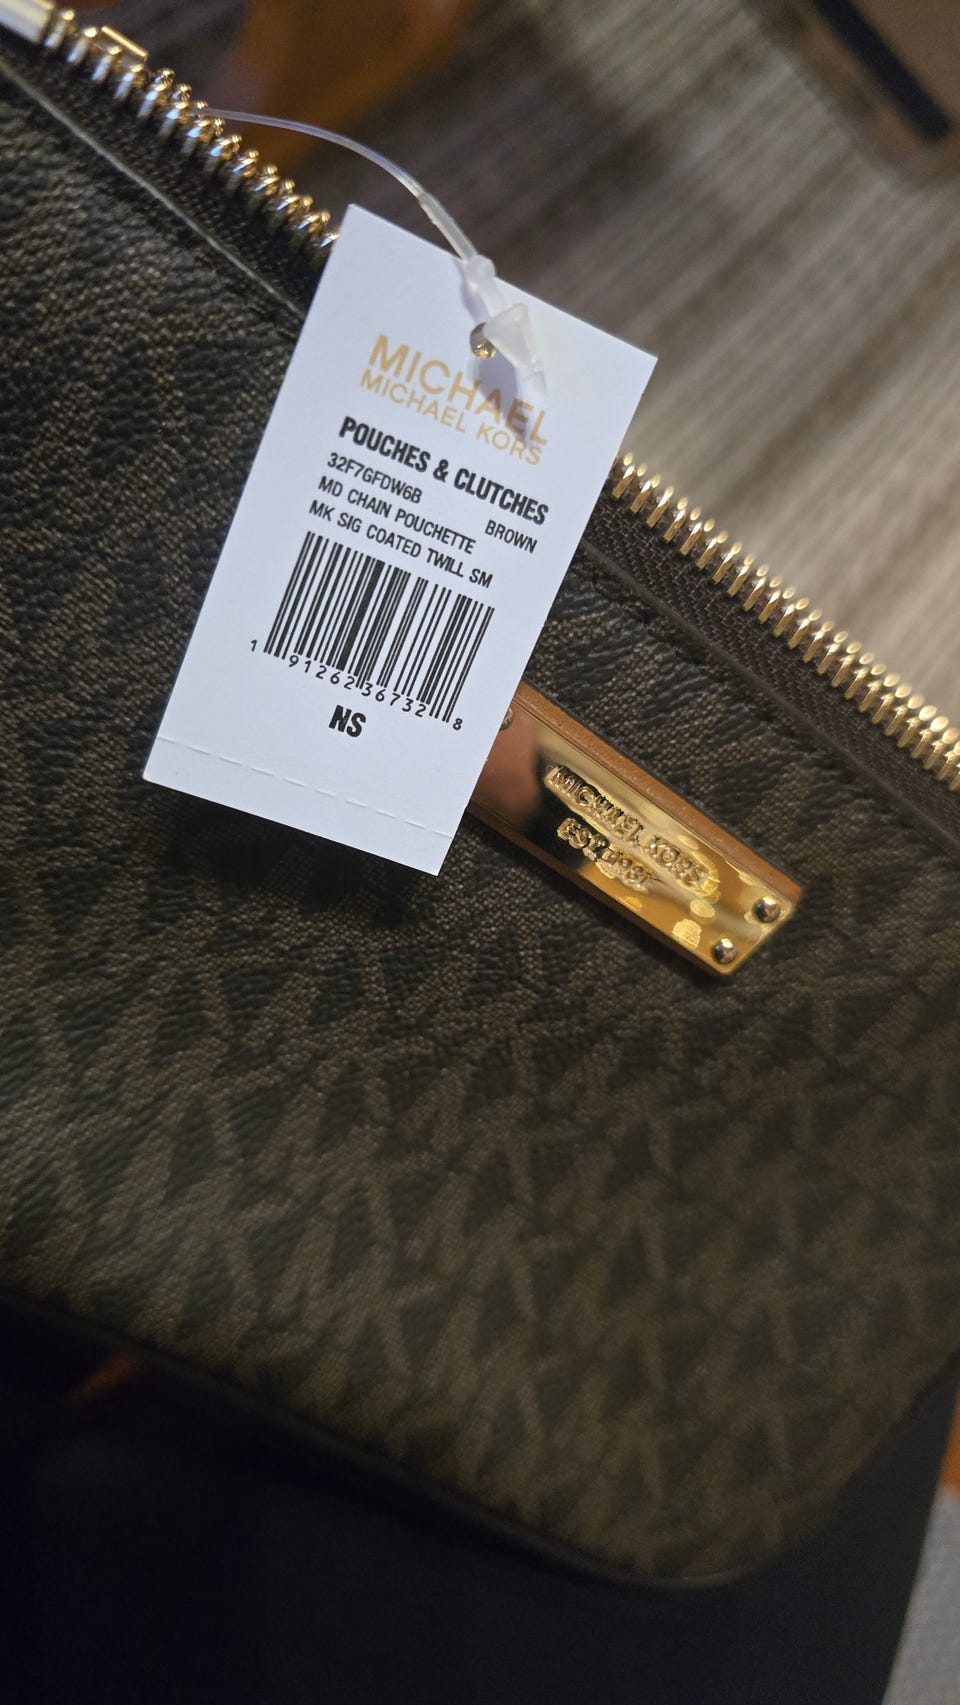 MICHAEL
MICHAEL KORS
POUCHES & CLUTCHES
32F7GFDW6B BROWN
MD CHAIN POUCHETTE
MK SIG COATED TWILL SM
1 91262 36732 8
NS
MICHAEL KORS
EST. 1981